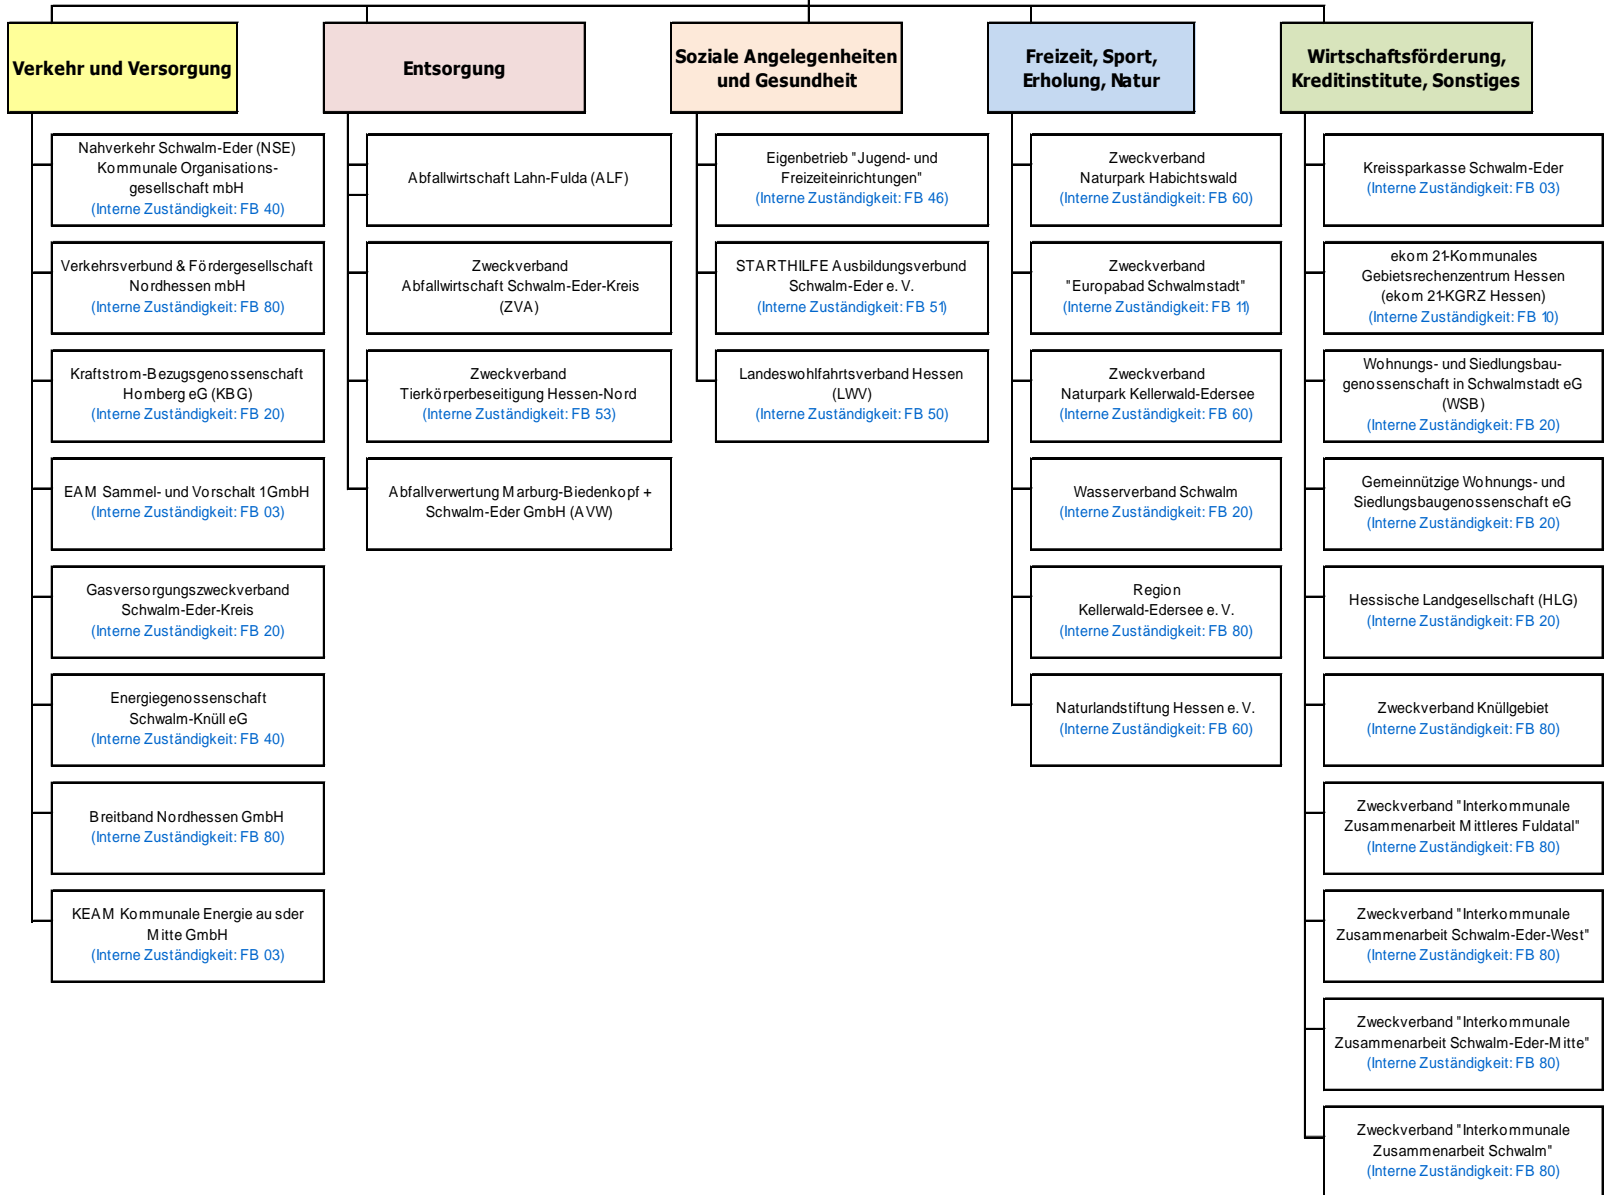 Verkehr und Versorgung
Nahverkehr Schwalm-Eder (NSE)
Kommunale Organisations-
gesellschaft mbH
(Interne Zuständigkeit: FB 40)
Verkehrsverbund & Fördergesellschaft
Nordhessen mbH
(Interne Zuständigkeit: FB 80)
Kraftstrom-Bezugsgenossenschaft
Homberg eG (KBG)
(Interne Zuständigkeit: FB 20)
EAM Sammel- und Vorschalt 1 GmbH
(Interne Zuständigkeit: FB 03)
Gasversorgungszweckverband
Schwalm-Eder-Kreis
(Interne Zuständigkeit: FB 20)
Energiegenossenschaft
Schwalm-Knüll eG
(Interne Zuständigkeit: FB 40)
Breitband Nordhessen GmbH
(Interne Zuständigkeit: FB 80)
KEAM Kommunale Energie au sder
Mitte GmbH
(Interne Zuständigkeit: FB 03)
Entsorgung
Abfallwirtschaft Lahn-Fulda (ALF)
Zweckverband
Abfallwirtschaft Schwalm-Eder-Kreis
(ZVA)
Zweckverband
Tierkörperbeseitigung Hessen-Nord
(Interne Zuständigkeit: FB 53)
Abfallverwertung Marburg-Biedenkopf +
Schwalm-Eder GmbH (AVW)
Soziale Angelegenheiten
und Gesundheit
Eigenbetrieb "Jugend- und
Freizeiteinrichtungen"
(Interne Zuständigkeit: FB 46)
STARTHILFE Ausbildungsverbund
Schwalm-Eder e. V.
(Interne Zuständigkeit: FB 51)
Landeswohlfahrtsverband Hessen
(LWV)
(Interne Zuständigkeit: FB 50)
Freizeit, Sport,
Erholung, Natur
Zweckverband
Naturpark Habichtswald
(Interne Zuständigkeit: FB 60)
Zweckverband
"Europabad Schwalmstadt"
(Interne Zuständigkeit: FB 11)
Zweckverband
Naturpark Kellerwald-Edersee
(Interne Zuständigkeit: FB 60)
Wasserverband Schwalm
(Interne Zuständigkeit: FB 20)
Region
Kellerwald-Edersee e. V.
(Interne Zuständigkeit: FB 80)
Naturlandstiftung Hessen e. V.
(Interne Zuständigkeit: FB 60)
Wirtschaftsförderung,
Kreditinstitute, Sonstiges
Kreissparkasse Schwalm-Eder
(Interne Zuständigkeit: FB 03)
ekom 21-Kommunales
Gebietsrechenzentrum Hessen
(ekom 21-KGRZ Hessen)
(Interne Zuständigkeit: FB 10)
Wohnungs- und Siedlungsbau-
genossenschaft in Schwalmstadt eG
(WSB)
(Interne Zuständigkeit: FB 20)
Gemeinnützige Wohnungs- und
Siedlungsbaugenossenschaft eG
(Interne Zuständigkeit: FB 20)
Hessische Landgesellschaft (HLG)
(Interne Zuständigkeit: FB 20)
Zweckverband Knüllgebiet
(Interne Zuständigkeit: FB 80)
Zweckverband "Interkommunale
Zusammenarbeit Mittleres Fuldatal"
(Interne Zuständigkeit: FB 80)
Zweckverband "Interkommunale
Zusammenarbeit Schwalm-Eder-West"
(Interne Zuständigkeit: FB 80)
Zweckverband "Interkommunale
Zusammenarbeit Schwalm-Eder-Mitte"
(Interne Zuständigkeit: FB 80)
Zweckverband "Interkommunale
Zusammenarbeit Schwalm"
(Interne Zuständigkeit: FB 80)